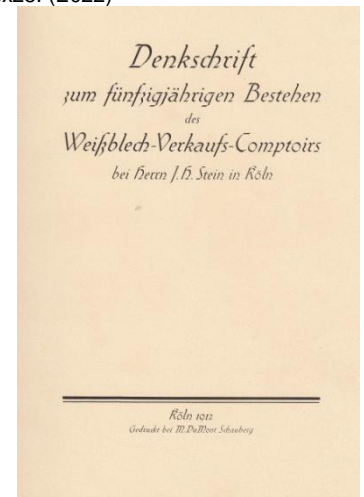 (2022)
Denkschrift
zum fünfzigjährigen Bestehen
des
Weißblech-Verkaufs-Comptoirs
bei Herrn J. H. Stein in Köln
Köln 1912
Gedruckt bei M. DuMont Schauberg